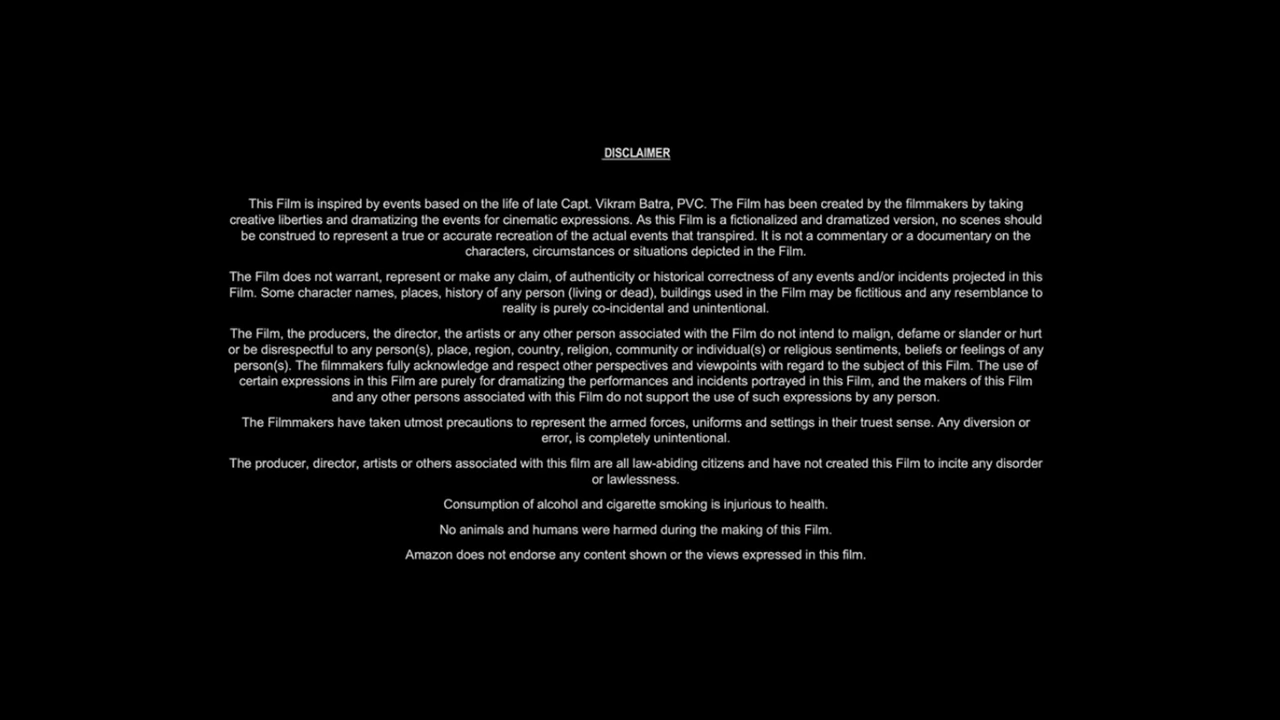 DISCLAIMER
This Film is inspired by events based on the life of late Capt. Vikram Batra, PVC. The Film has been created by the filmmakers by taking
creative liberties and dramatizing the events for cinematic expressions. As this Film is a fictionalized and dramatized version, no scenes should
be construed to represent a true or accurate recreation of the actual events that transpired. It is not a commentary or a documentary on the
characters, circumstances or situations depicted in the Film.
The Film does not warrant, represent or make any claim, of authenticity or historical correctness of any events and/or incidents projected in this
Film. Some character names, places, history of any person (living or dead), buildings used in the Film may be fictitious and any resemblance to
reality is purely co-incidental and unintentional.
The Film, the producers, the director, the artists or any other person associated with the Film do not intend to malign, defame or slander or hurt
or be disrespectful to any person(s), place, region, country, religion, community or individual(s) or religious sentiments, beliefs or feelings of any
person(s). The filmmakers fully acknowledge and respect other perspectives and viewpoints with regard to the subject of this Film. The use of
certain expressions in this Film are purely for dramatizing the performances and incidents portrayed in this Film, and the makers of this Film
and any other persons associated with this Film do not support the use of such expressions by any person.
The Filmmakers have taken utmost precautions to represent the armed forces, uniforms and settings in their truest sense. Any diversion or
error, is completely unintentional.
The producer, director, artists or others associated with this film are all law-abiding citizens and have not created this Film to incite any disorder
or lawlessness.
Consumption of alcohol and cigarette smoking is injurious to health.
No animals and humans were harmed during the making of this Film.
Amazon does not endorse any content shown or the views expressed in this film.